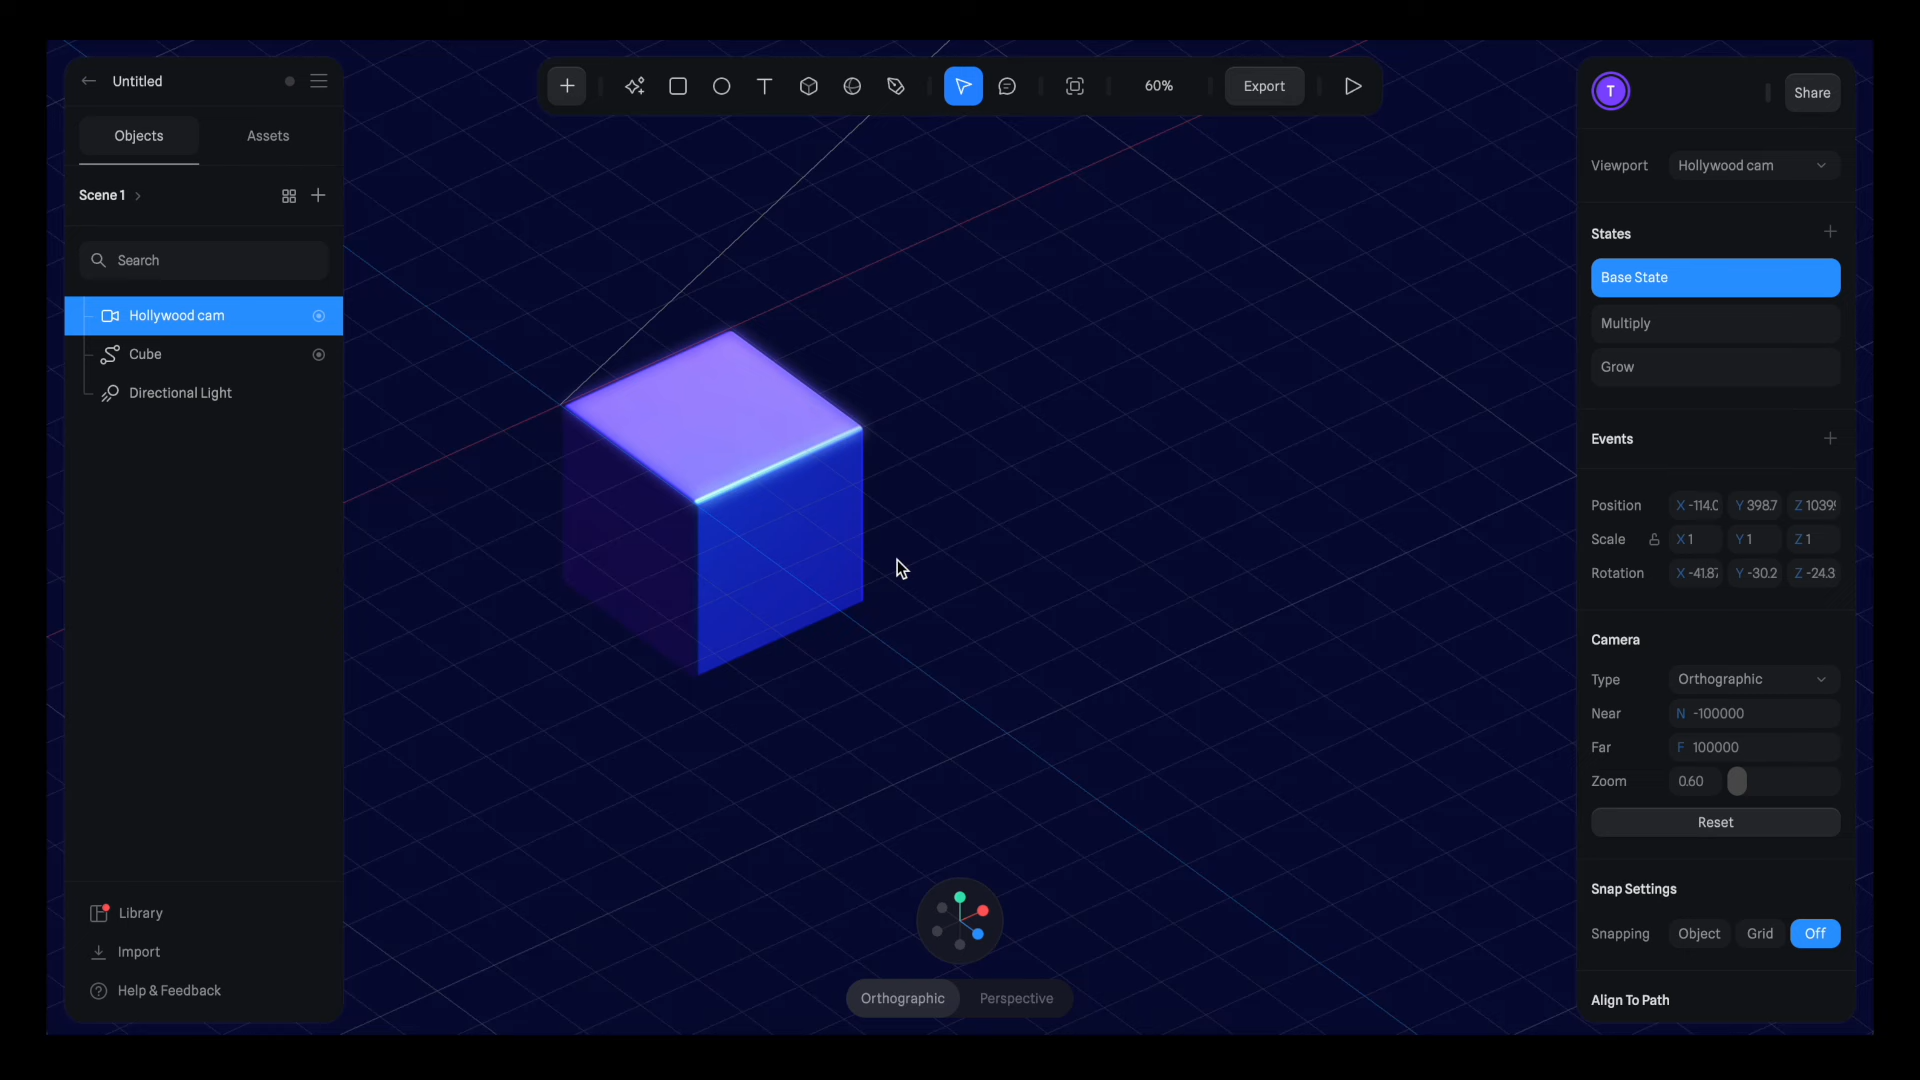 Untitled
Objects
Assets
Scene 1
Search
Hollywood cam
Cube
Directional Light
Library
Import
Help & Feedback
60%
Export
T
Share
Viewport
Hollywood cam
States
Base State
Multiply
Grow
Events
Position X -114.0 Y 398.7 Z 1039.
Scale X 1 Y 1 Z 1
Rotation X -41.87 Y -30.2 Z -24.3
Camera
Type Orthographic
Near N -100000
Far F 100000
Zoom 0.60
Reset
Snap Settings
Snapping Object Grid Off
Align To Path
Orthographic Perspective